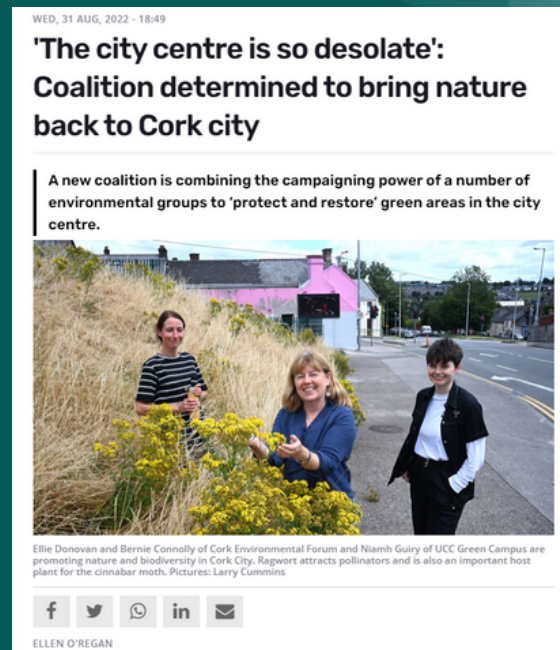 WED, 31 AUG, 2022 - 18:49
'The city centre is so desolate':
Coalition determined to bring nature
back to Cork city
A new coalition is combining the campaigning power of a number of
environmental groups to ‘protect and restore’ green areas in the city
centre.
Ellie Donovan and Bernie Connolly of Cork Environmental Forum and Niamh Guiry of UCC Green Campus are
promoting nature and biodiversity in Cork City. Ragwort attracts pollinators and is also an important host
plant for the cinnabar moth. Pictures: Larry Cummins
ELLEN O'REGAN